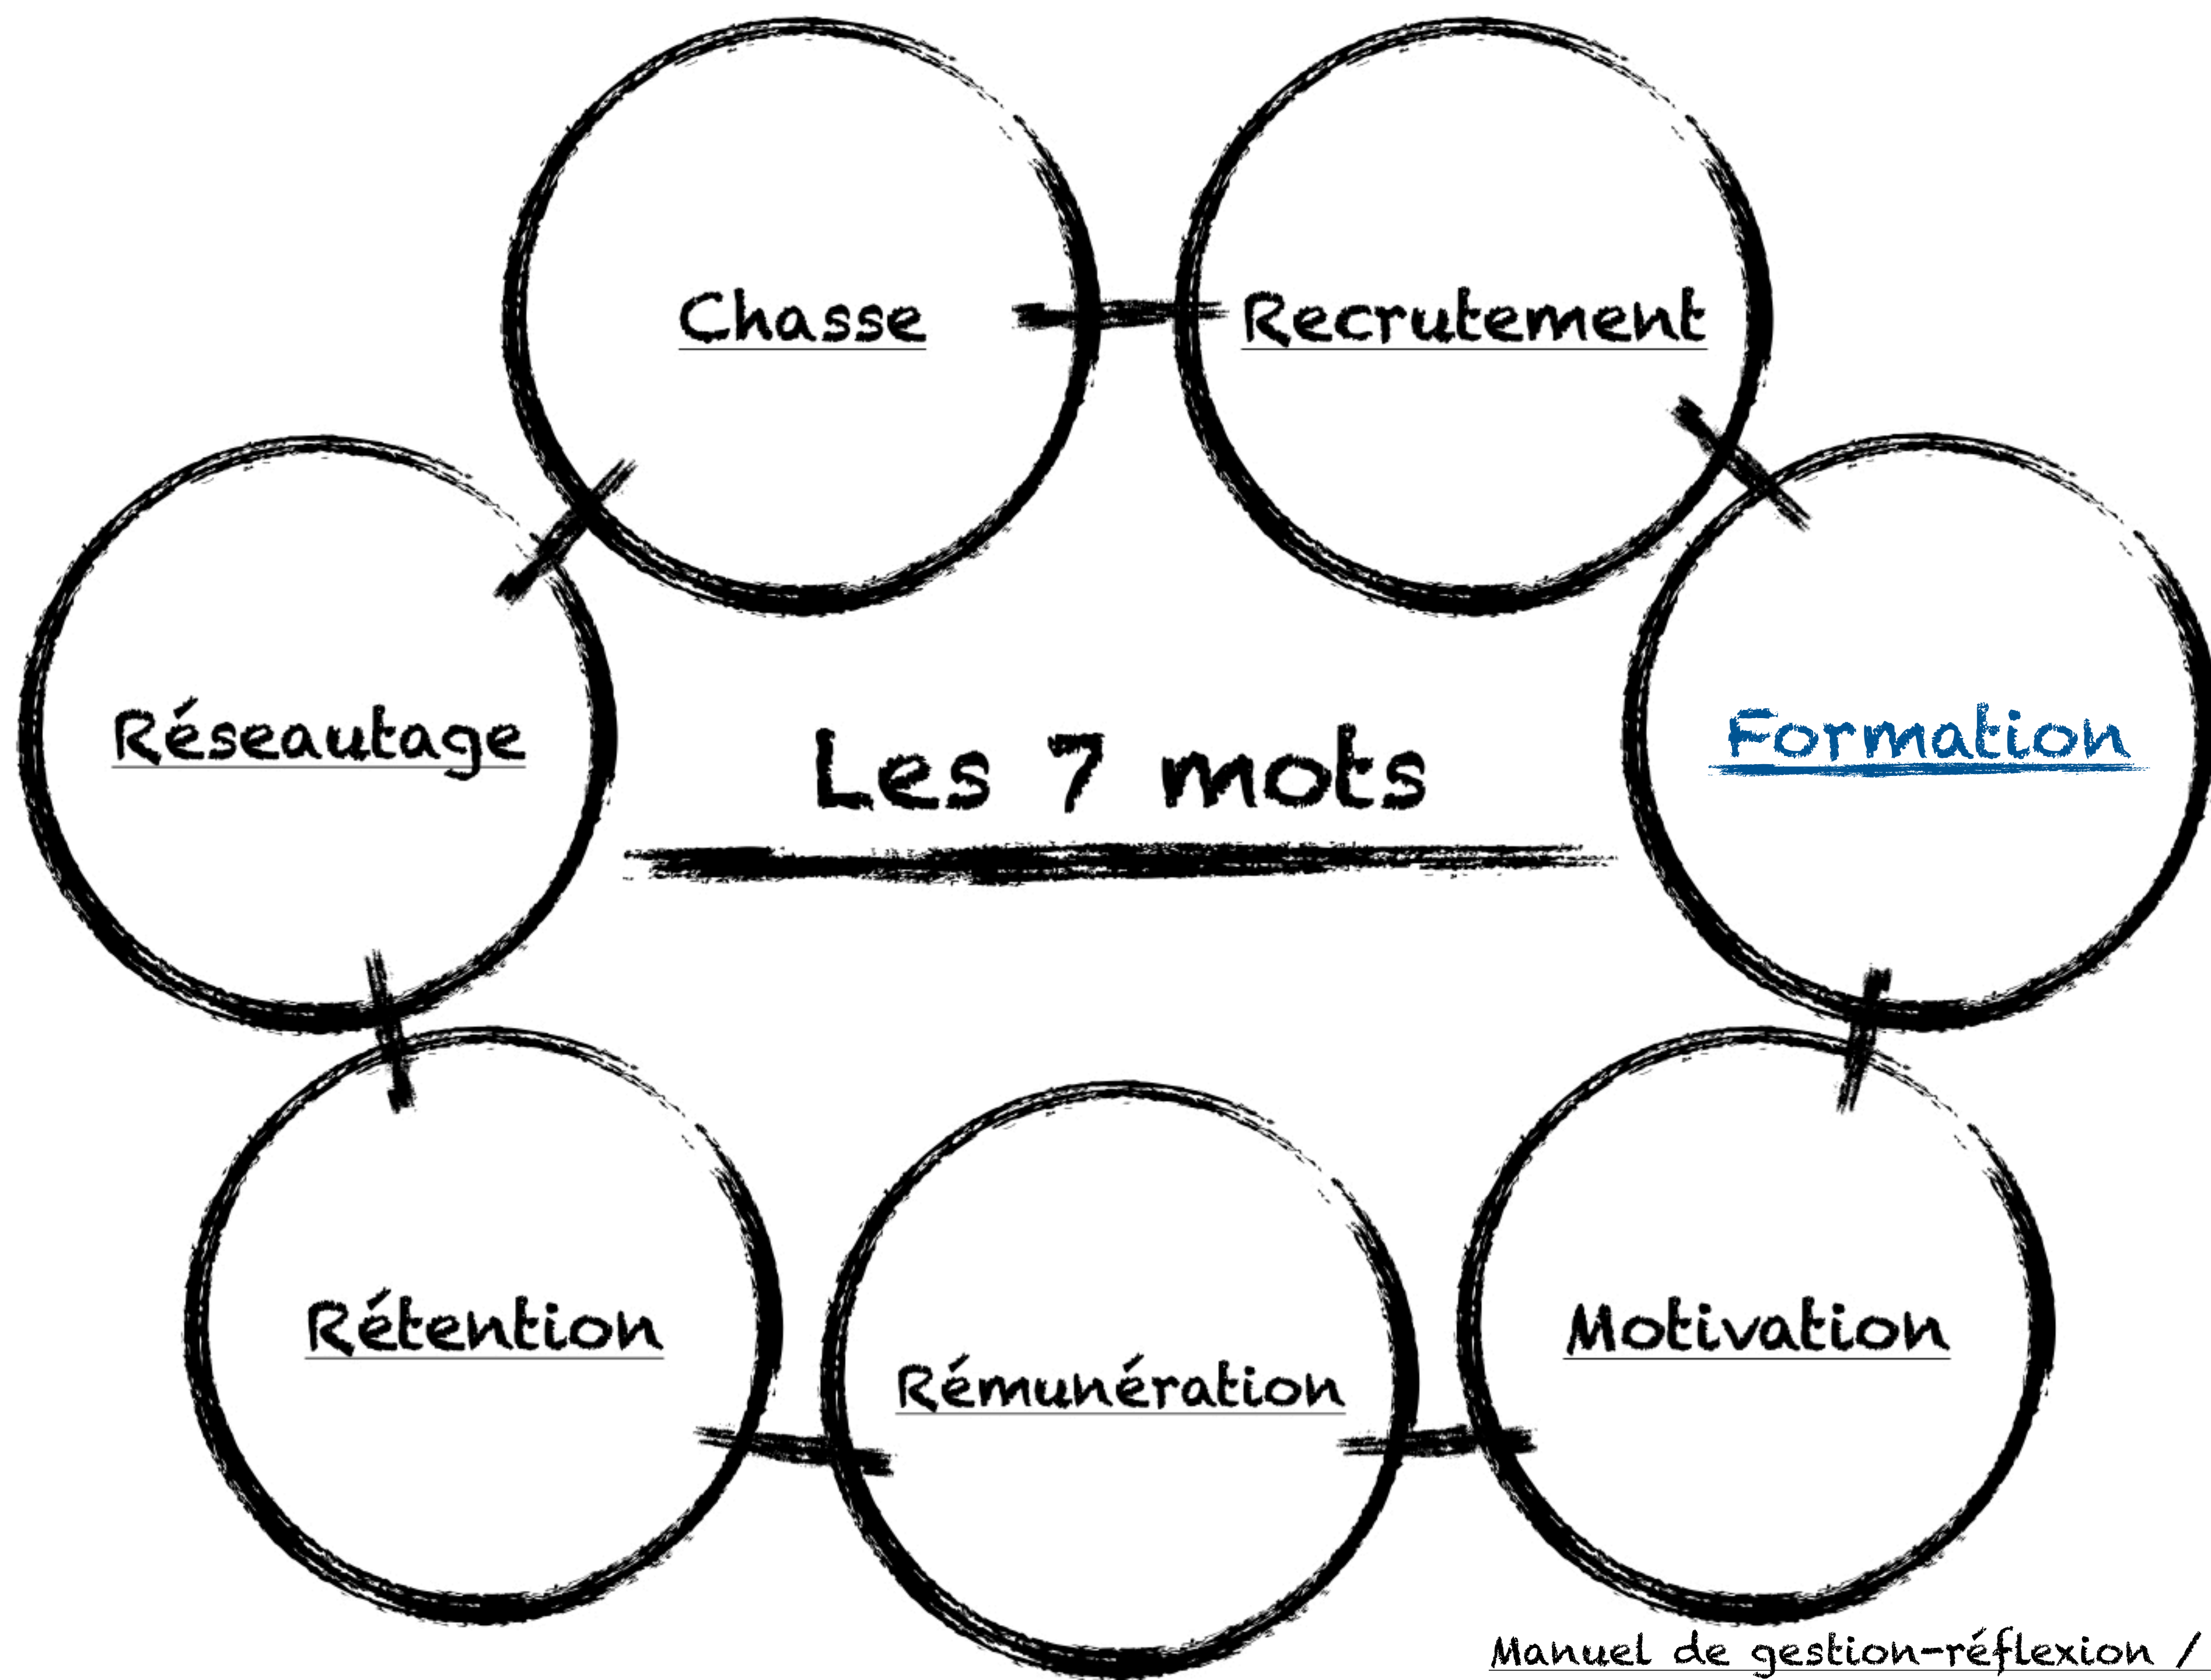 Chasse
Recrutement
Réseautage
Les 7 mots
Formation
Rétention
Rémunération
Motivation
Manuel de gestion-réflexion /